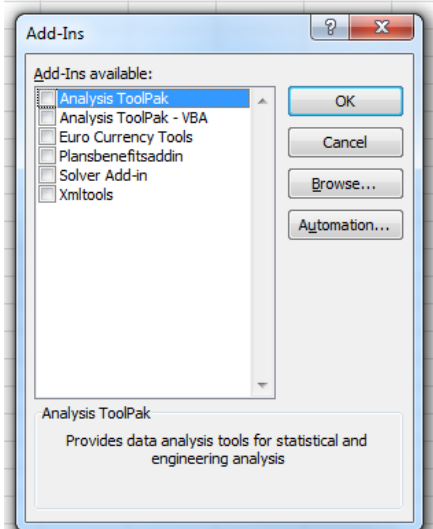 Add-Ins
Add-Ins available:
Analysis ToolPak
Analysis ToolPak - VBA
Euro Currency Tools
Plansbenefitsaddin
Solver Add-in
Xmltools
OK
Cancel
Browse...
Automation...
Analysis ToolPak
Provides data analysis tools for statistical and
engineering analysis